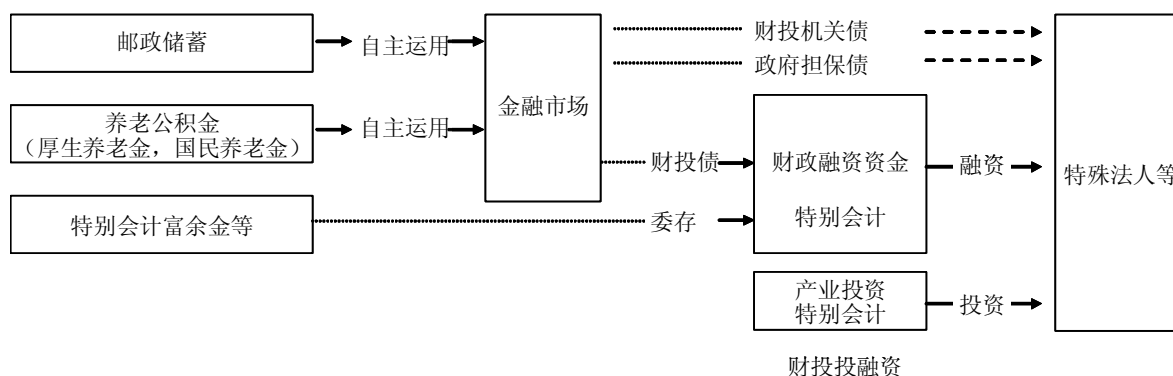 邮政储蓄
自主运用
养老公积金
（厚生养老金，国民养老金）
自主运用
特别会计富余金等
金融市场
财投机关债
政府担保债
财投债
委存
财政融资资金
特别会计
融资
产业投资
特别会计
投资
特殊法人等
财投投融资